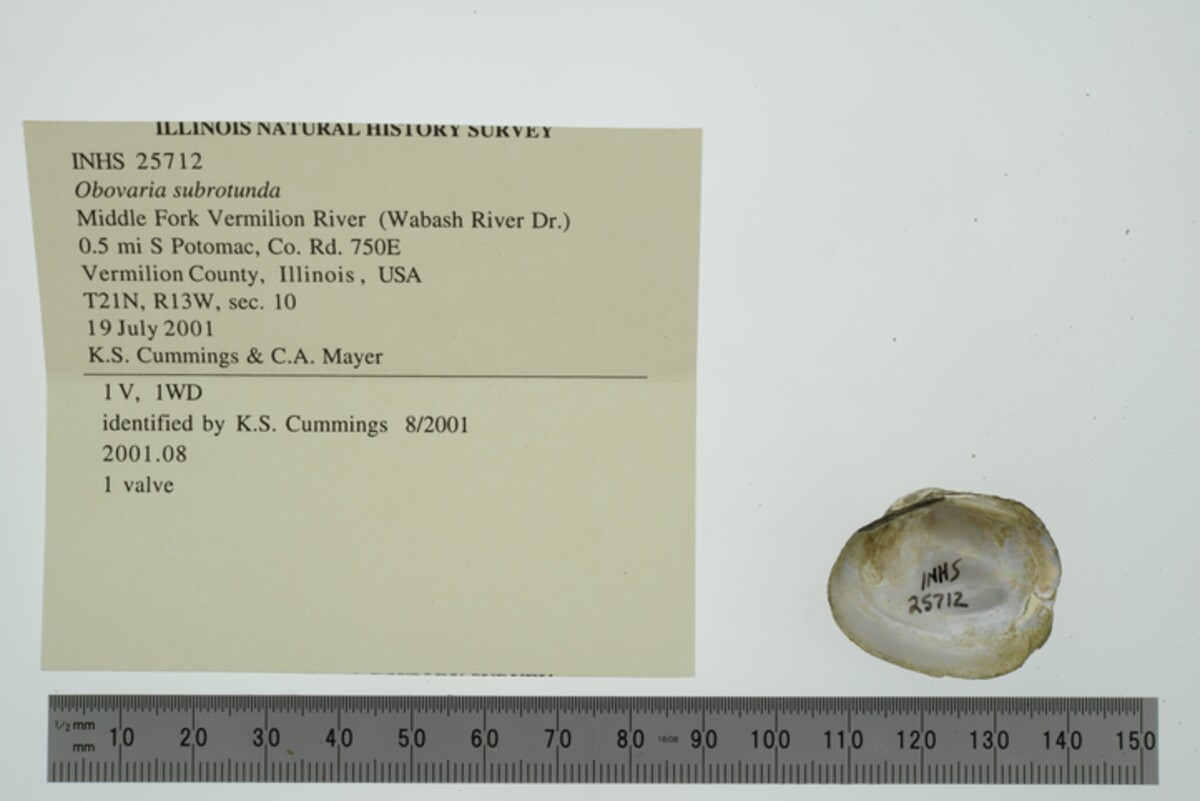 ILLINOIS NATURAL HISTORY SURVEY
INHS 25712
Obovaria subrotunda
Middle Fork Vermilion River (Wabash River Dr.)
0.5 mi S Potomac, Co. Rd. 750E
Vermilion County, Illinois, USA
T21N, R13W, sec. 10
19 July 2001
K.S. Cummings & C.A. Mayer
1 V, 1WD
identified by K.S. Cummings 8/2001
2001.08
1 valve
INHS
25712
1/2 mm
mm 10 20 30 40 50 60 70 80 1608 90 100 110 120 130 140 150